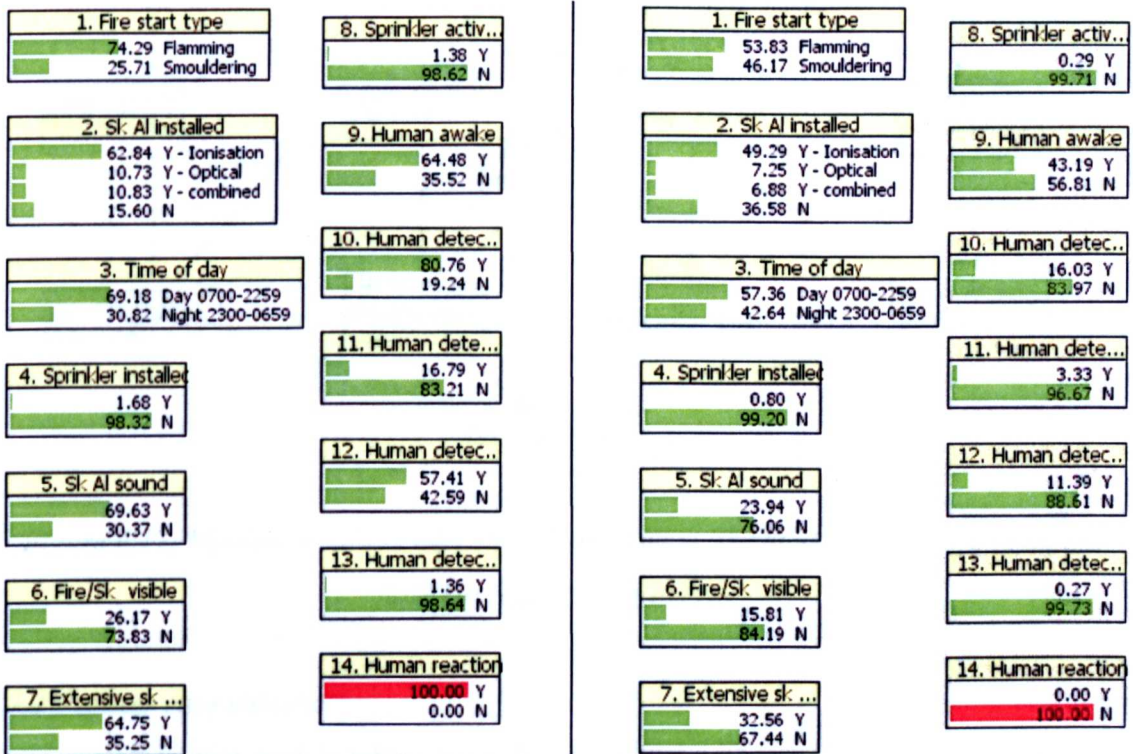 1. Fire start type
74.29 Flamming
25.71 Smouldering
2. Sk Al installed
62.84 Y - Ionisation
10.73 Y - Optical
10.83 Y - combined
15.60 N
3. Time of day
69.18 Day 0700-2259
30.82 Night 2300-0659
4. Sprinkler installed
1.68 Y
98.32 N
5. Sk Al sound
69.63 Y
30.37 N
6. Fire/Sk visible
26.17 Y
73.83 N
7. Extensive sk ...
64.75 Y
35.25 N
8. Sprinkler activ...
1.38 Y
98.62 N
9. Human awake
64.48 Y
35.52 N
10. Human detec..
80.76 Y
19.24 N
11. Human dete...
16.79 Y
83.21 N
12. Human detec..
57.41 Y
42.59 N
13. Human detec..
1.36 Y
98.64 N
14. Human reaction
100.00 Y
0.00 N
1. Fire start type
53.83 Flamming
46.17 Smouldering
2. Sk Al installed
49.29 Y - Ionisation
7.25 Y - Optical
6.88 Y - combined
36.58 N
3. Time of day
57.36 Day 0700-2259
42.64 Night 2300-0659
4. Sprinkler installed
0.80 Y
99.20 N
5. Sk Al sound
23.94 Y
76.06 N
6. Fire/Sk visible
15.81 Y
84.19 N
7. Extensive sk ...
32.56 Y
67.44 N
8. Sprinkler activ...
0.29 Y
99.71 N
9. Human awake
43.19 Y
56.81 N
10. Human detec..
16.03 Y
83.97 N
11. Human dete...
3.33 Y
96.67 N
12. Human detec..
11.39 Y
88.61 N
13. Human detec..
0.27 Y
99.73 N
14. Human reaction
0.00 Y
100.00 N